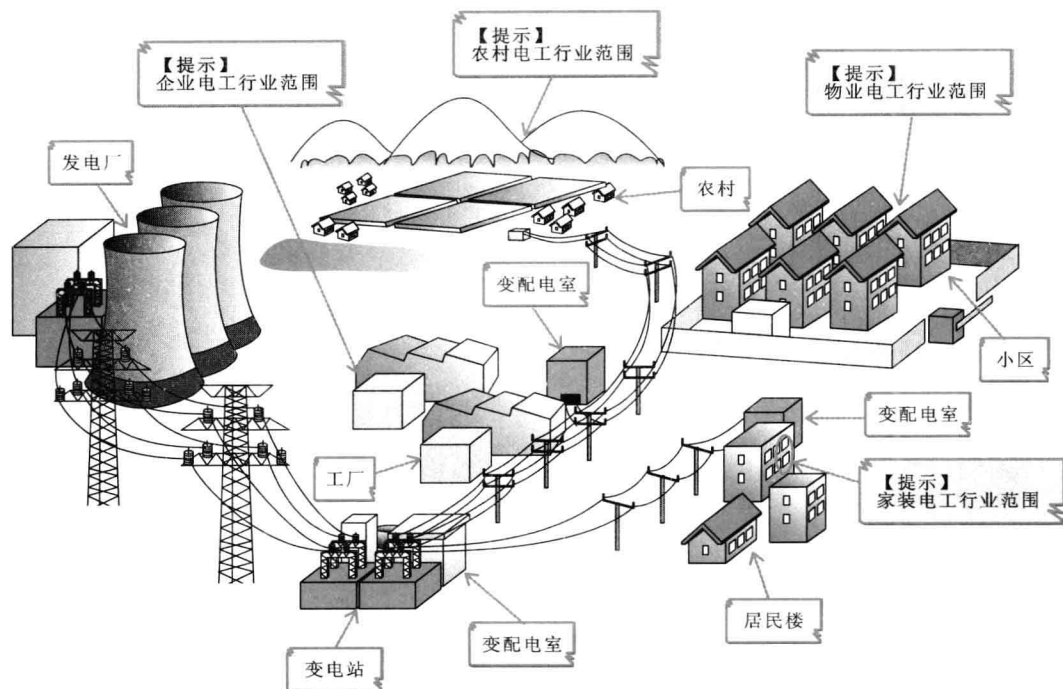 【提示】
企业电工行业范围
【提示】
农村电工行业范围
【提示】
物业电工行业范围
发电厂
农村
变配电室
小区
变配电室
工厂
【提示】
家装电工行业范围
居民楼
变配电室
变电站